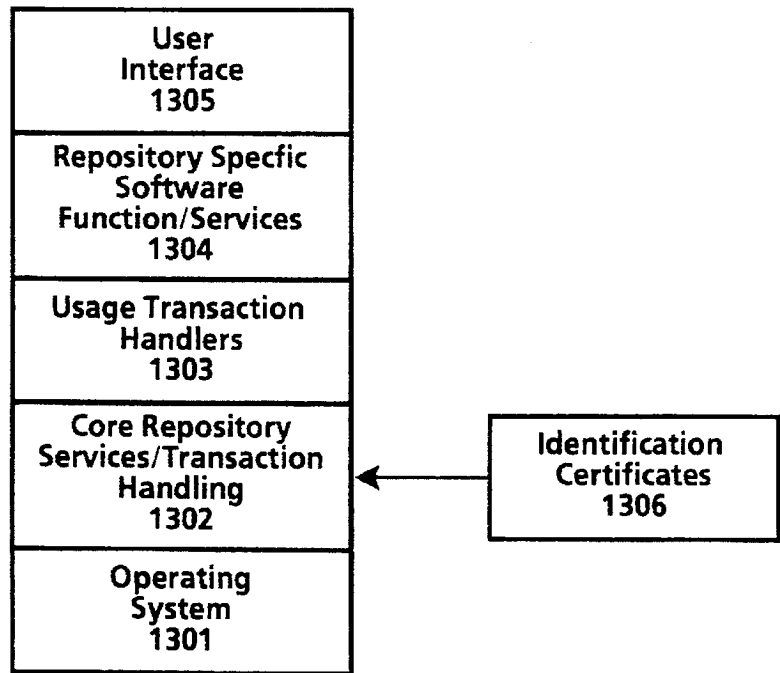 User
Interface
1305
Repository Specfic
Software
Function/Services
1304
Usage Transaction
Handlers
1303
Core Repository
Services/Transaction
Handling
1302
Operating
System
1301
Identification
Certificates
1306